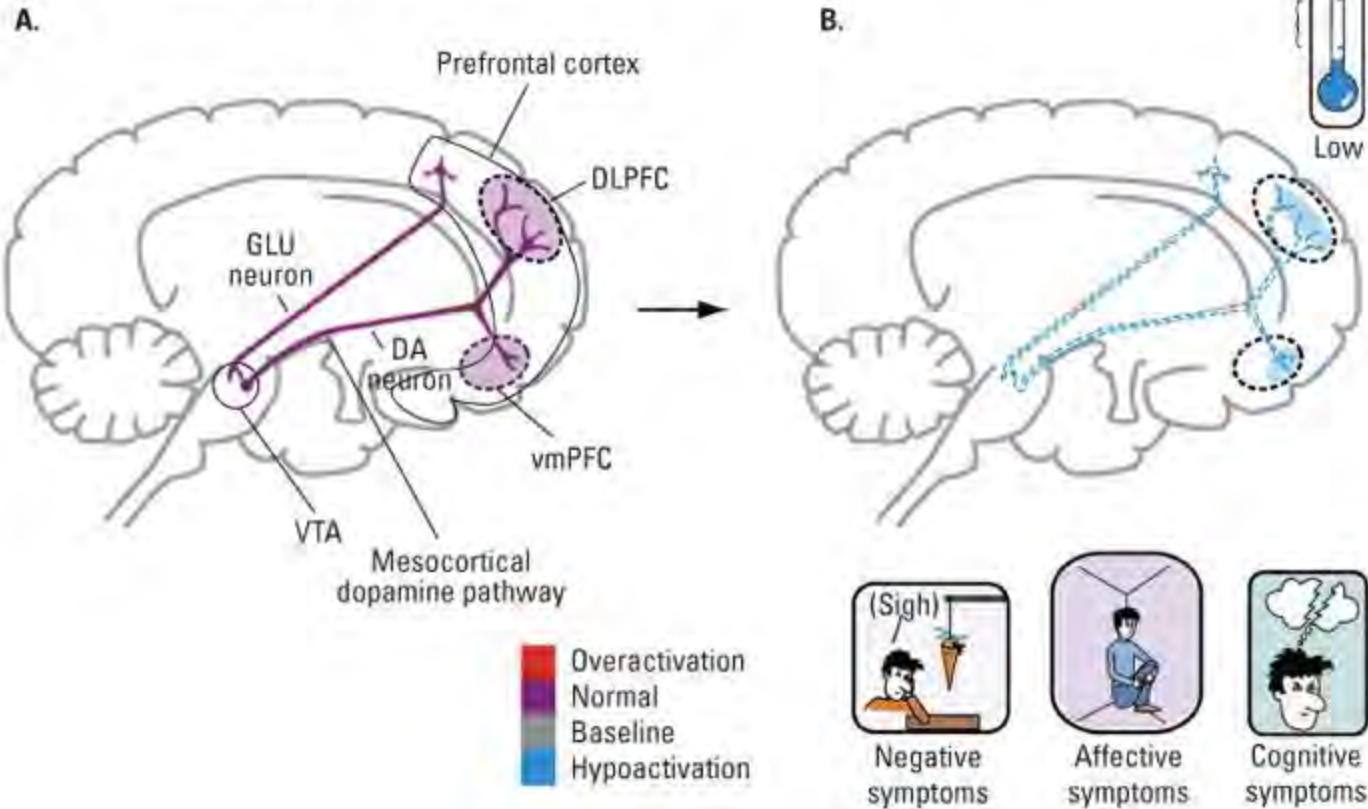 A.
Prefrontal cortex
DLPFC
GLU
neuron
DA
neuron
vmPFC
VTA
Mesocortical
dopamine pathway
Overactivation
Normal
Baseline
Hypoactivation
B.
Low
(Sigh)
Negative
symptoms
Affective
symptoms
Cognitive
symptoms